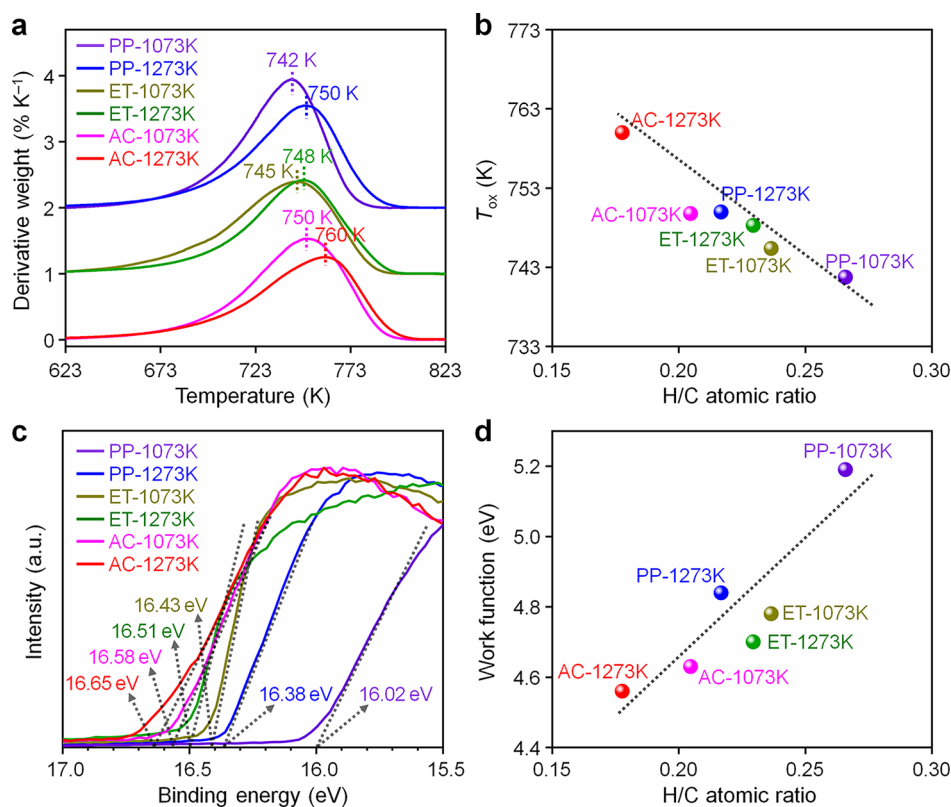 a
PP-1073K
PP-1273K
ET-1073K
ET-1273K
AC-1073K
AC-1273K
742 K
750 K
748 K
745 K
750 K
760 K
4
3
2
1
0
Derivative weight (% K⁻¹)
623
673
723
773
823
Temperature (K)
b
773
763
753
743
733
Tox (K)
AC-1273K
PP-1273K
AC-1073K
ET-1273K
ET-1073K
PP-1073K
0.15
0.20
0.25
0.30
H/C atomic ratio
c
PP-1073K
PP-1273K
ET-1073K
ET-1273K
AC-1073K
AC-1273K
16.43 eV
16.51 eV
16.58 eV
16.65 eV
16.38 eV
16.02 eV
Intensity (a.u.)
17.0
16.5
16.0
15.5
Binding energy (eV)
d
5.2
5.0
4.8
4.6
4.4
Work function (eV)
PP-1073K
PP-1273K
ET-1073K
ET-1273K
AC-1273K
AC-1073K
0.15
0.20
0.25
0.30
H/C atomic ratio